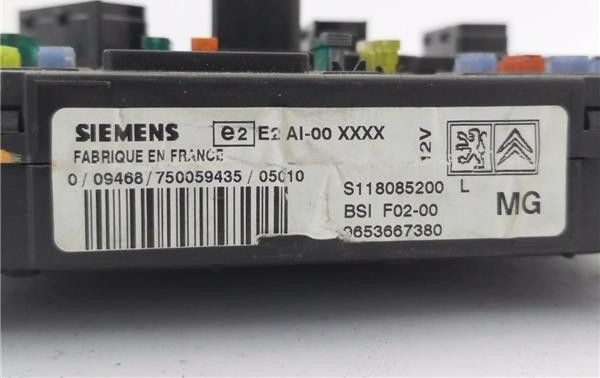 SIEMENS e2 E2 AI-00 XXXX
FABRIQUE EN FRANCE
0 / 09468 / 750059435 / 05010
12V
S118085200 L
BSI F02-00
9653667380
MG